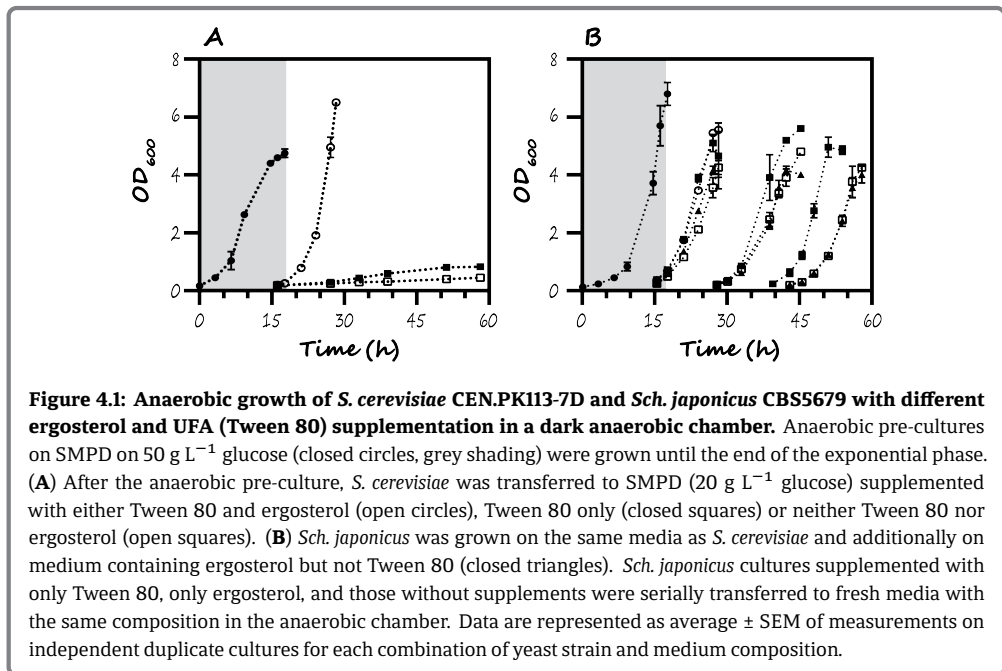 A
B
8
6
4
2
0
OD600
0
15
30
45
60
Time (h)
8
6
4
2
0
OD600
0
15
30
45
60
Time (h)
Figure 4.1: Anaerobic growth of S. cerevisiae CEN.PK113-7D and Sch. japonicus CBS5679 with different
ergosterol and UFA (Tween 80) supplementation in a dark anaerobic chamber. Anaerobic pre-cultures
on SMPD on 50 g L−1 glucose (closed circles, grey shading) were grown until the end of the exponential phase.
(A) After the anaerobic pre-culture, S. cerevisiae was transferred to SMPD (20 g L−1 glucose) supplemented
with either Tween 80 and ergosterol (open circles), Tween 80 only (closed squares) or neither Tween 80 nor
ergosterol (open squares). (B) Sch. japonicus was grown on the same media as S. cerevisiae and additionally on
medium containing ergosterol but not Tween 80 (closed triangles). Sch. japonicus cultures supplemented with
only Tween 80, only ergosterol, and those without supplements were serially transferred to fresh media with
the same composition in the anaerobic chamber. Data are represented as average ± SEM of measurements on
independent duplicate cultures for each combination of yeast strain and medium composition.